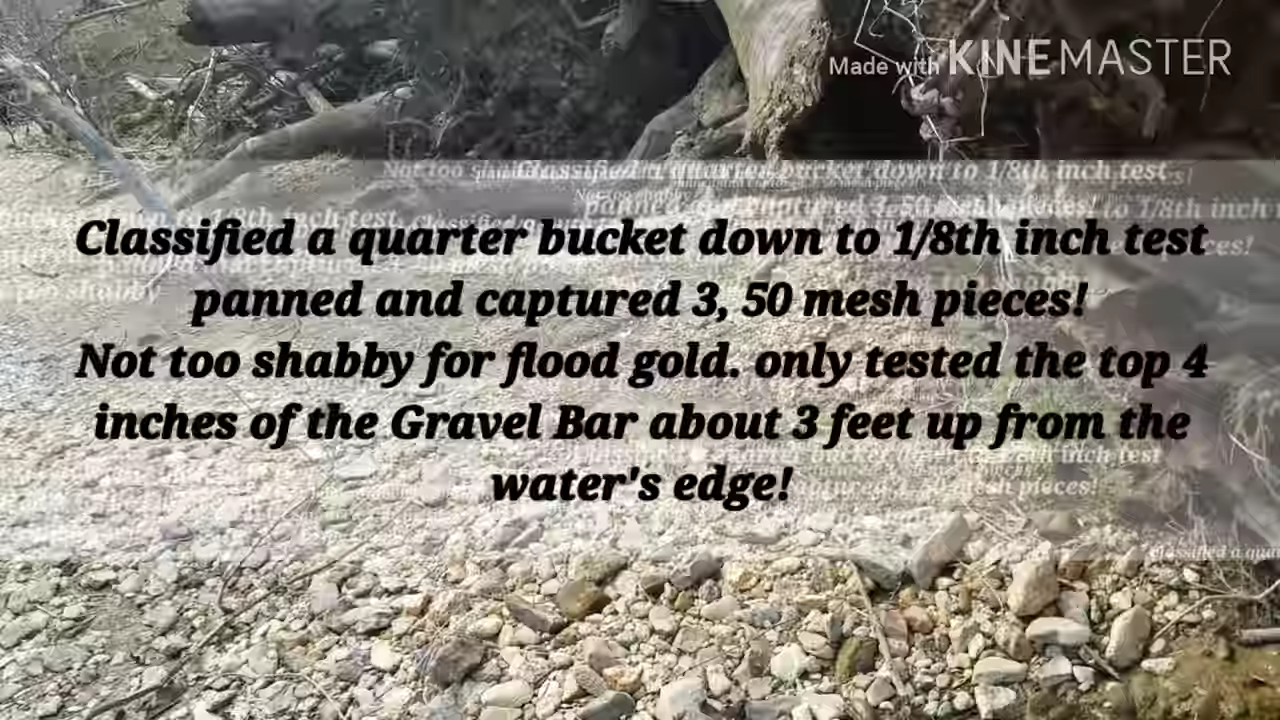 Made with KINEMASTER
Classified a quarter bucket down to 1/8th inch test
panned and captured 3, 50 mesh pieces!
Not too shabby for flood gold. only tested the top 4
inches of the Gravel Bar about 3 feet up from the
water's edge!